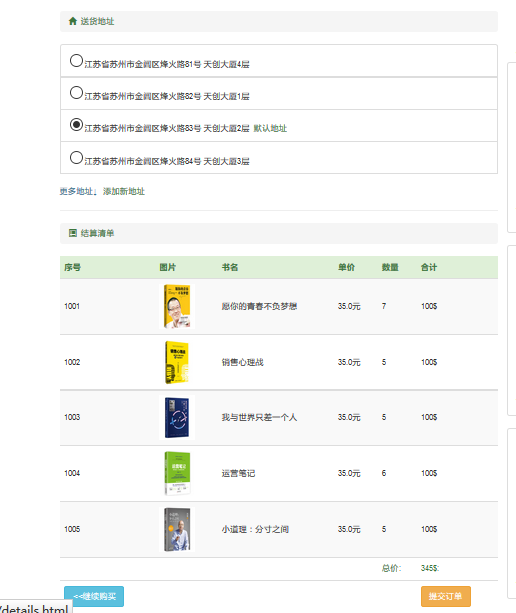 送货地址
江苏省苏州市金阊区烽火路81号 天创大厦4层
江苏省苏州市金阊区烽火路82号 天创大厦1层
江苏省苏州市金阊区烽火路83号 天创大厦2层 默认地址
江苏省苏州市金阊区烽火路84号 天创大厦3层
更多地址↓ 添加新地址
结算清单
序号 图片 书名 单价 数量 合计
1001 愿你的青春不负梦想 35.0元 7 100$
1002 销售心理战 35.0元 5 100$
1003 我与世界只差一个人 35.0元 5 100$
1004 运营笔记 35.0元 6 100$
1005 小道理：分寸之间 35.0元 5 100$
总价: 345$:
<<继续购买 提交订单
/details.html